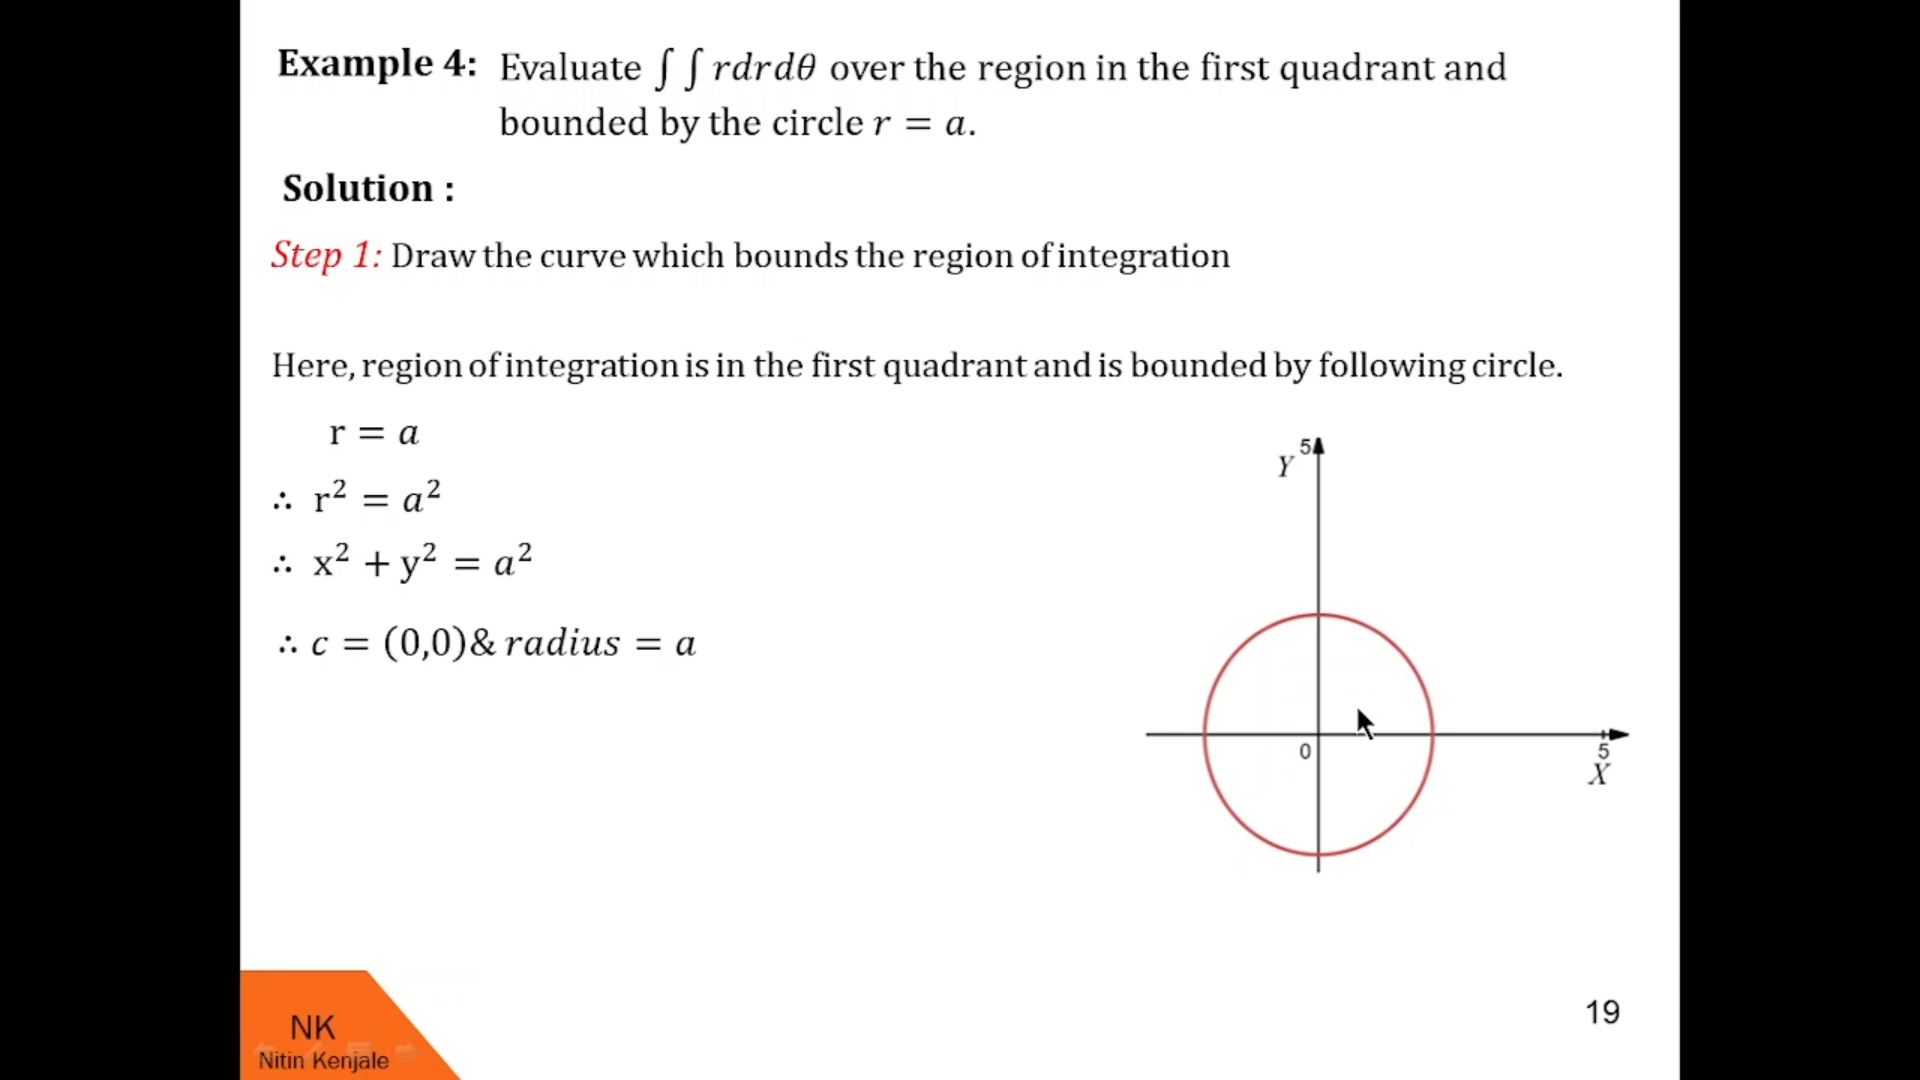 Example 4: Evaluate ∫ ∫ rdrdθ over the region in the first quadrant and
bounded by the circle r = a.
Solution :
Step 1: Draw the curve which bounds the region of integration
Here, region of integration is in the first quadrant and is bounded by following circle.
r = a
∴ r² = a²
∴ x² + y² = a²
∴ c = (0,0)& radius = a
5
Y
0
5
X
NK
Nitin Kenjale
19